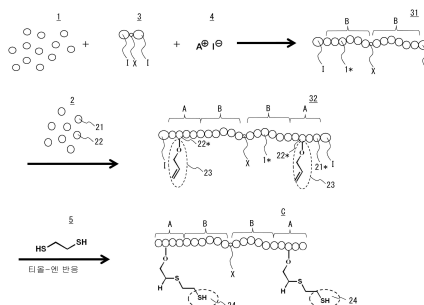 1 3 4 31
+ I X I + A⊕ I⊖
B B
I 1* X
2 32
21 22
A B B A
I 22* 22* I
O X 1* O 21*
23 23
5 C
HS SH
티올-엔 반응
A B B A
O X O
H S SH H S SH
24 24